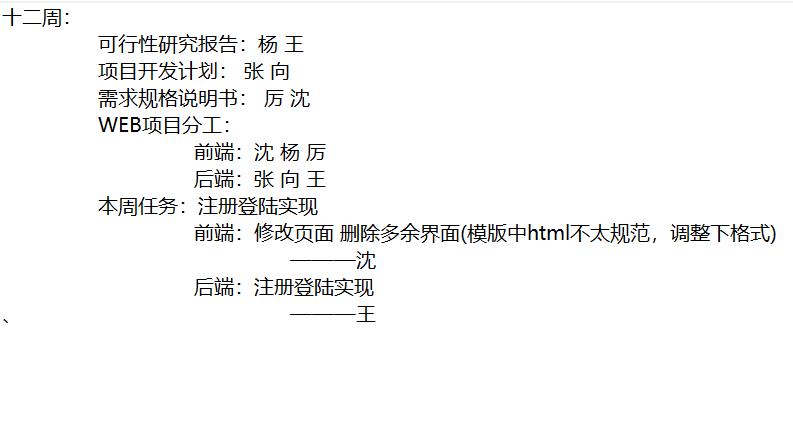 十二周：
可行性研究报告：杨 王
项目开发计划： 张 向
需求规格说明书： 厉 沈
WEB项目分工：
前端：沈 杨 厉
后端：张 向 王
本周任务：注册登陆实现
前端：修改页面 删除多余界面(模版中html不太规范，调整下格式)
———沈
后端：注册登陆实现
、 ———王